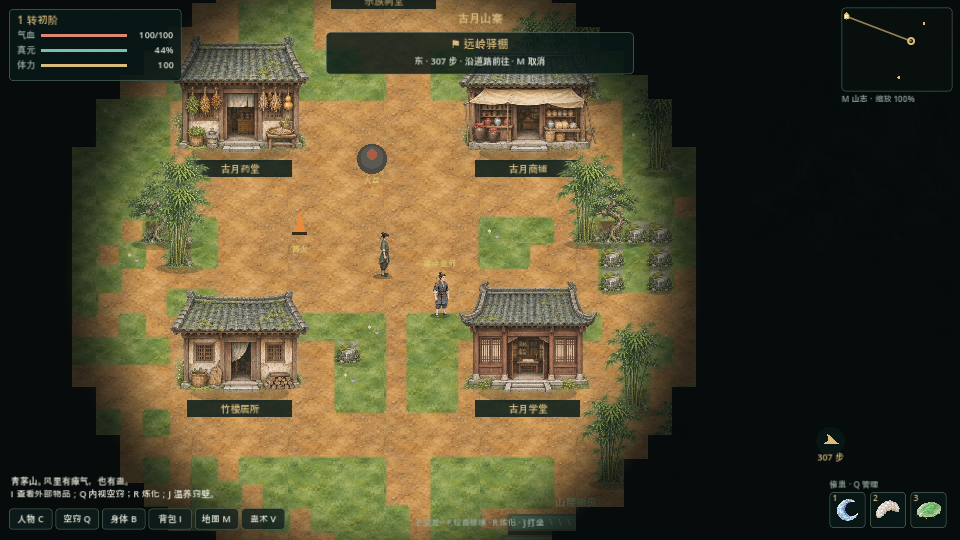 1 转初阶
气血 100/100
真元 44%
体力 100
古月山寨
⚑ 远岭驿棚
东 · 307 步 · 沿道路前往 · M 取消
M 山志 · 缩放 100%
古月药堂
古月商铺
竹楼居所
古月学堂
307 步
青茅山。风里有瘴气，也有蛊。
I 查看外部物品；Q 内视空窍；R 炼化；J 温养窍壁。
催蛊 · Q 管理
1 2 3
人物 C 空窍 Q 身体 B 背包 I 地图 M 蛊术 V